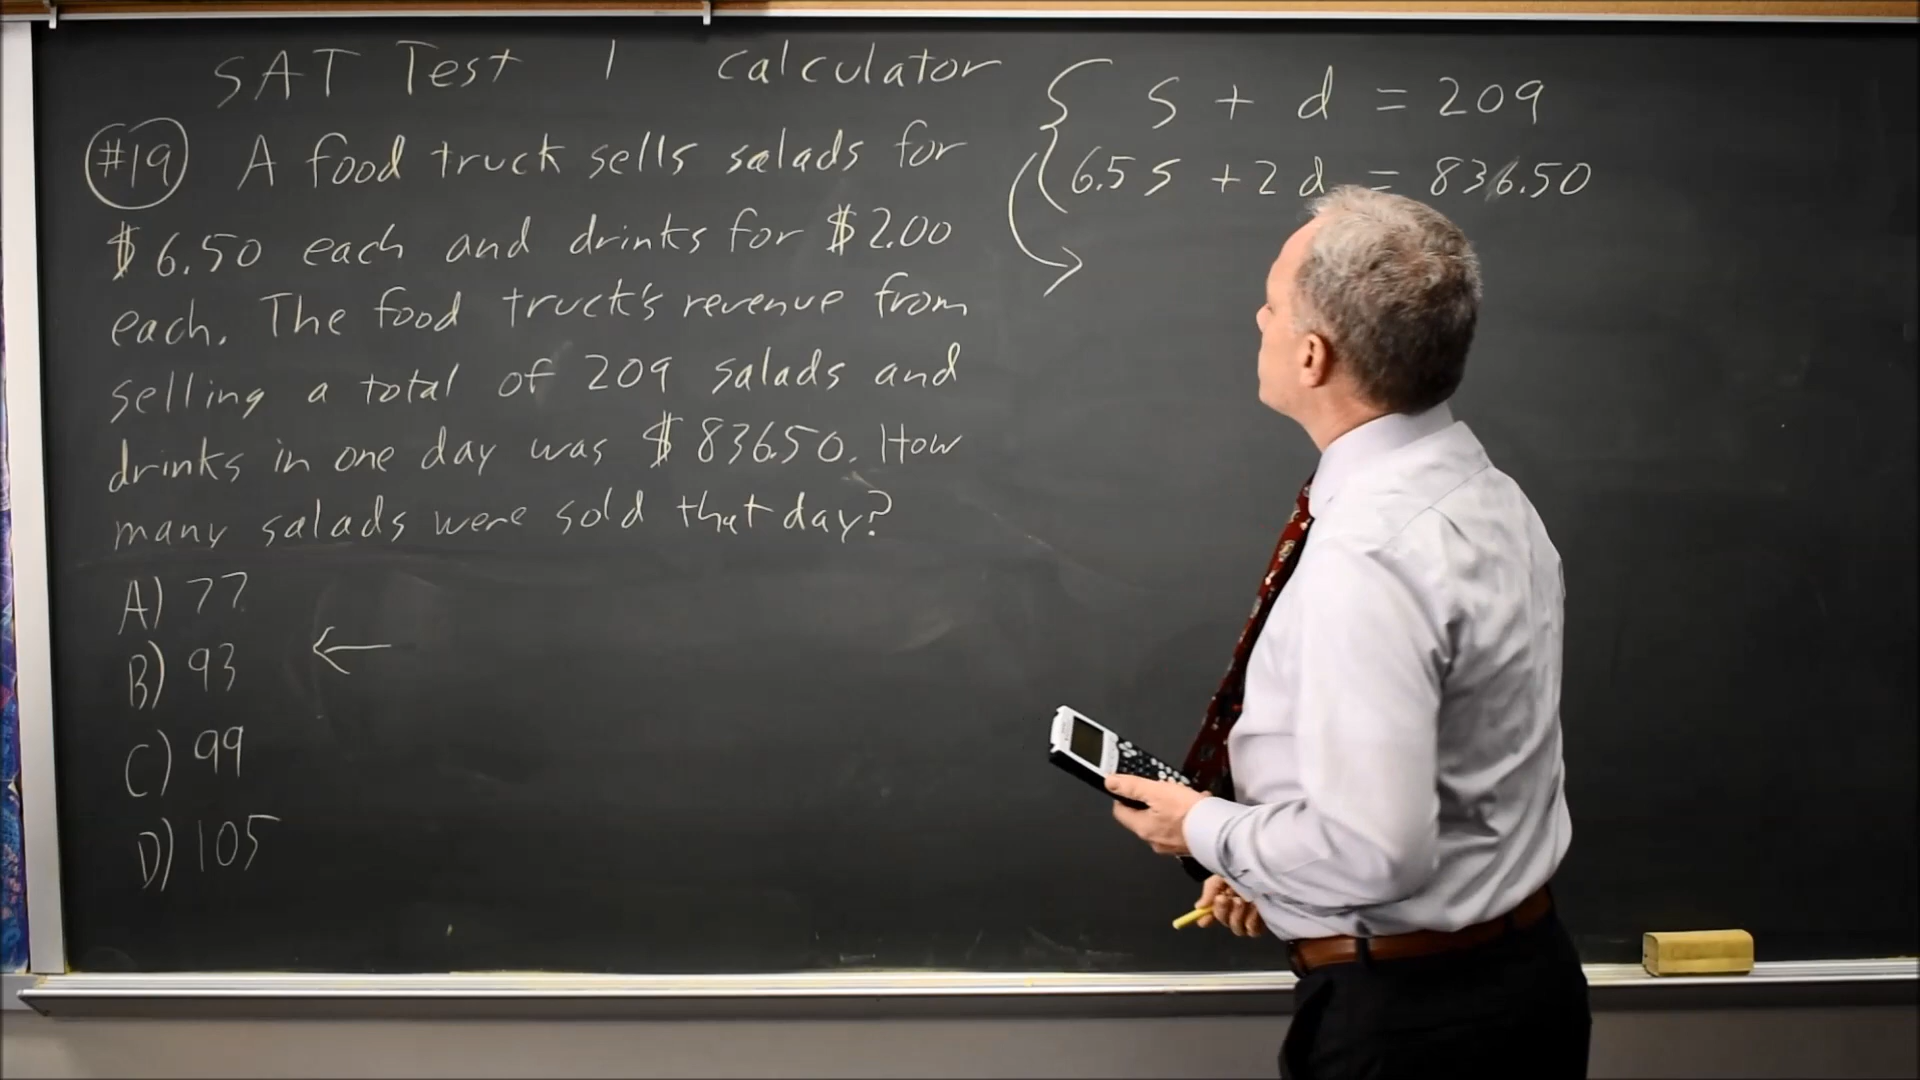 SAT Test 1 calculator
#19 A food truck sells salads for
$6.50 each and drinks for $2.00
each. The food truck's revenue from
selling a total of 209 salads and
drinks in one day was $836.50. How
many salads were sold that day?
A) 77
B) 93
C) 99
D) 105
s + d = 209
6.5 s + 2 d = 836.50